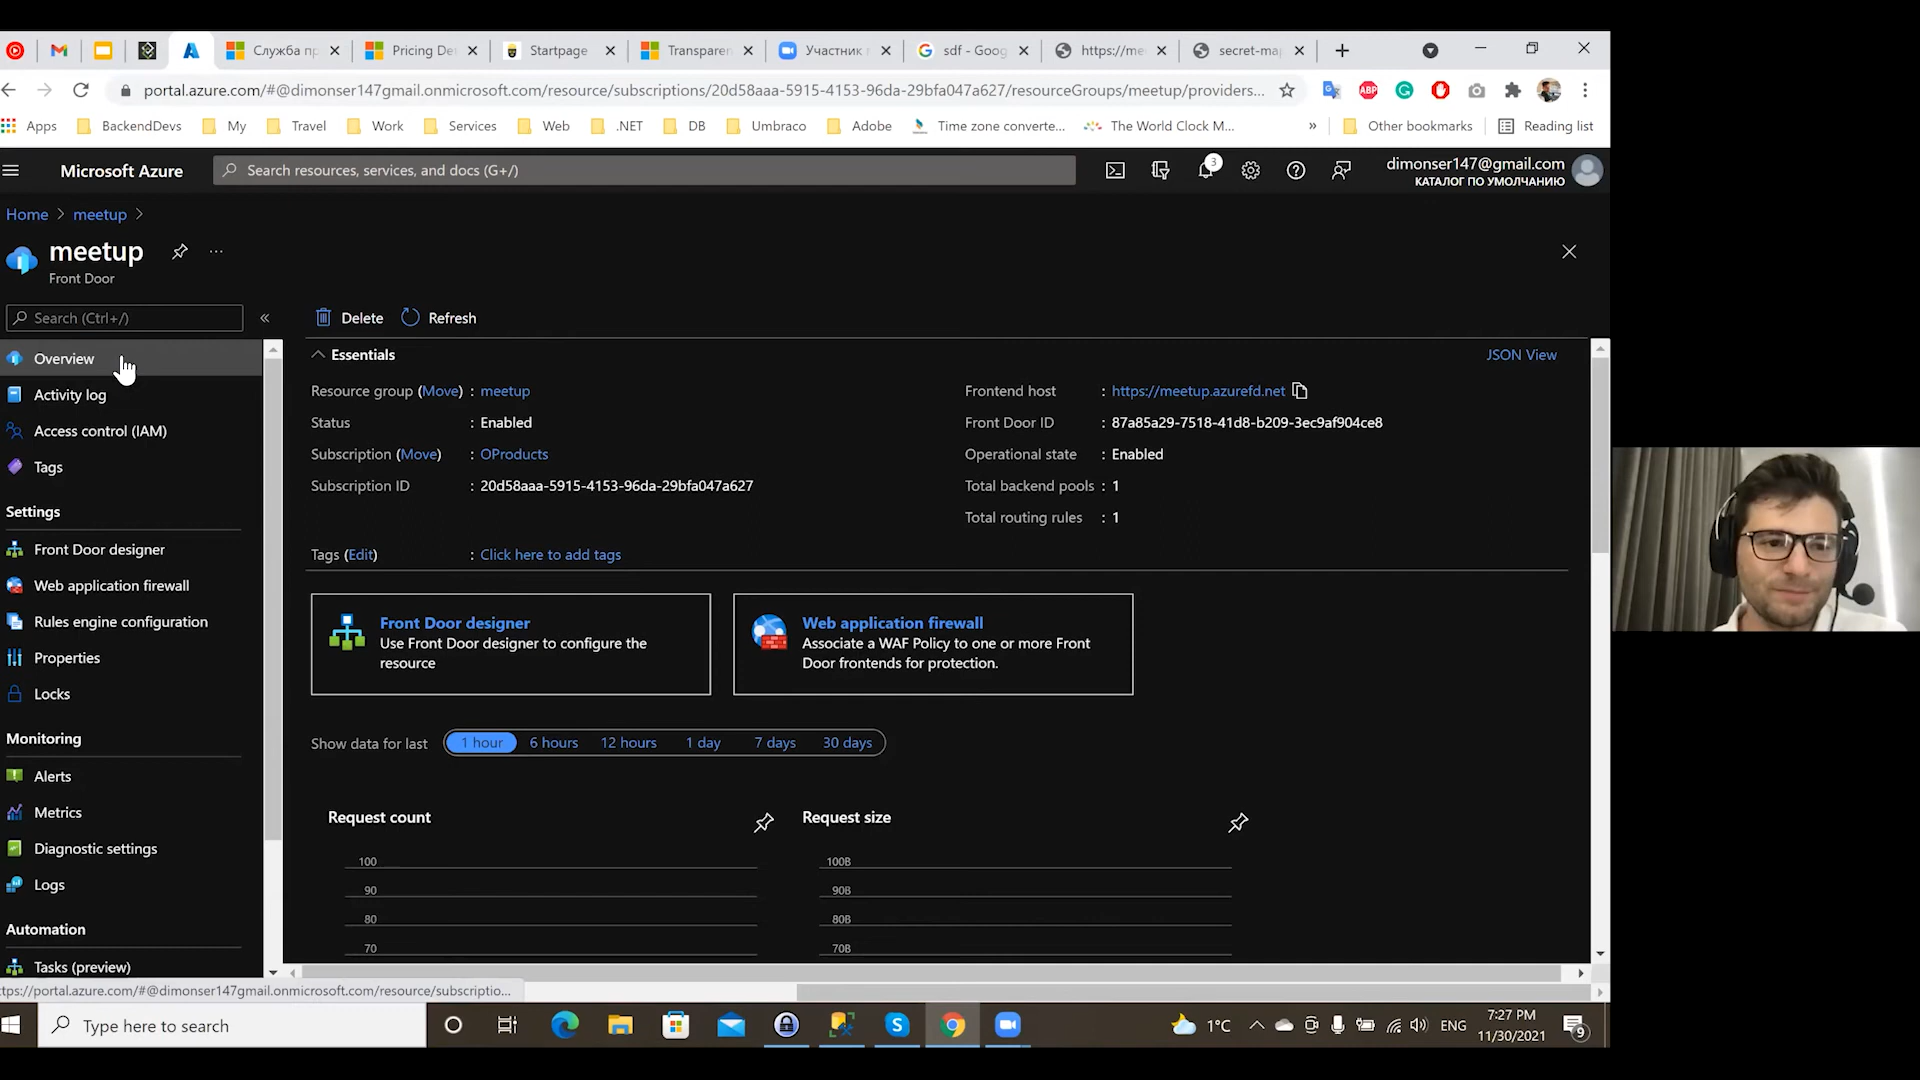 Служба пр
Pricing De
Startpage
Transparen
Участник
sdf - Goog
https://me
secret-ma
portal.azure.com/#@dimonser147gmail.onmicrosoft.com/resource/subscriptions/20d58aaa-5915-4153-96da-29bfa047a627/resourceGroups/meetup/providers...
ABP
Apps
BackendDevs
My
Travel
Work
Services
Web
.NET
DB
Umbraco
Adobe
Time zone converte...
The World Clock M...
»
Other bookmarks
Reading list
Microsoft Azure
Search resources, services, and docs (G+/)
3
dimonser147@gmail.com
КАТАЛОГ ПО УМОЛЧАНИЮ
Home > meetup >
meetup
...
Front Door
Search (Ctrl+/)
«
Delete
Refresh
Overview
Activity log
Access control (IAM)
Tags
Settings
Front Door designer
Web application firewall
Rules engine configuration
Properties
Locks
Monitoring
Alerts
Metrics
Diagnostic settings
Logs
Automation
Tasks (preview)
Essentials
JSON View
Resource group (Move) : meetup
Status : Enabled
Subscription (Move) : OProducts
Subscription ID : 20d58aaa-5915-4153-96da-29bfa047a627
Frontend host : https://meetup.azurefd.net
Front Door ID : 87a85a29-7518-41d8-b209-3ec9af904ce8
Operational state : Enabled
Total backend pools : 1
Total routing rules : 1
Tags (Edit) : Click here to add tags
Front Door designer
Use Front Door designer to configure the
resource
Web application firewall
Associate a WAF Policy to one or more Front
Door frontends for protection.
Show data for last
1 hour
6 hours
12 hours
1 day
7 days
30 days
Request count
100
90
80
70
Request size
100B
90B
80B
70B
ttps://portal.azure.com/#@dimonser147gmail.onmicrosoft.com/resource/subscriptio...
Type here to search
1°C
ENG
7:27 PM
11/30/2021
9